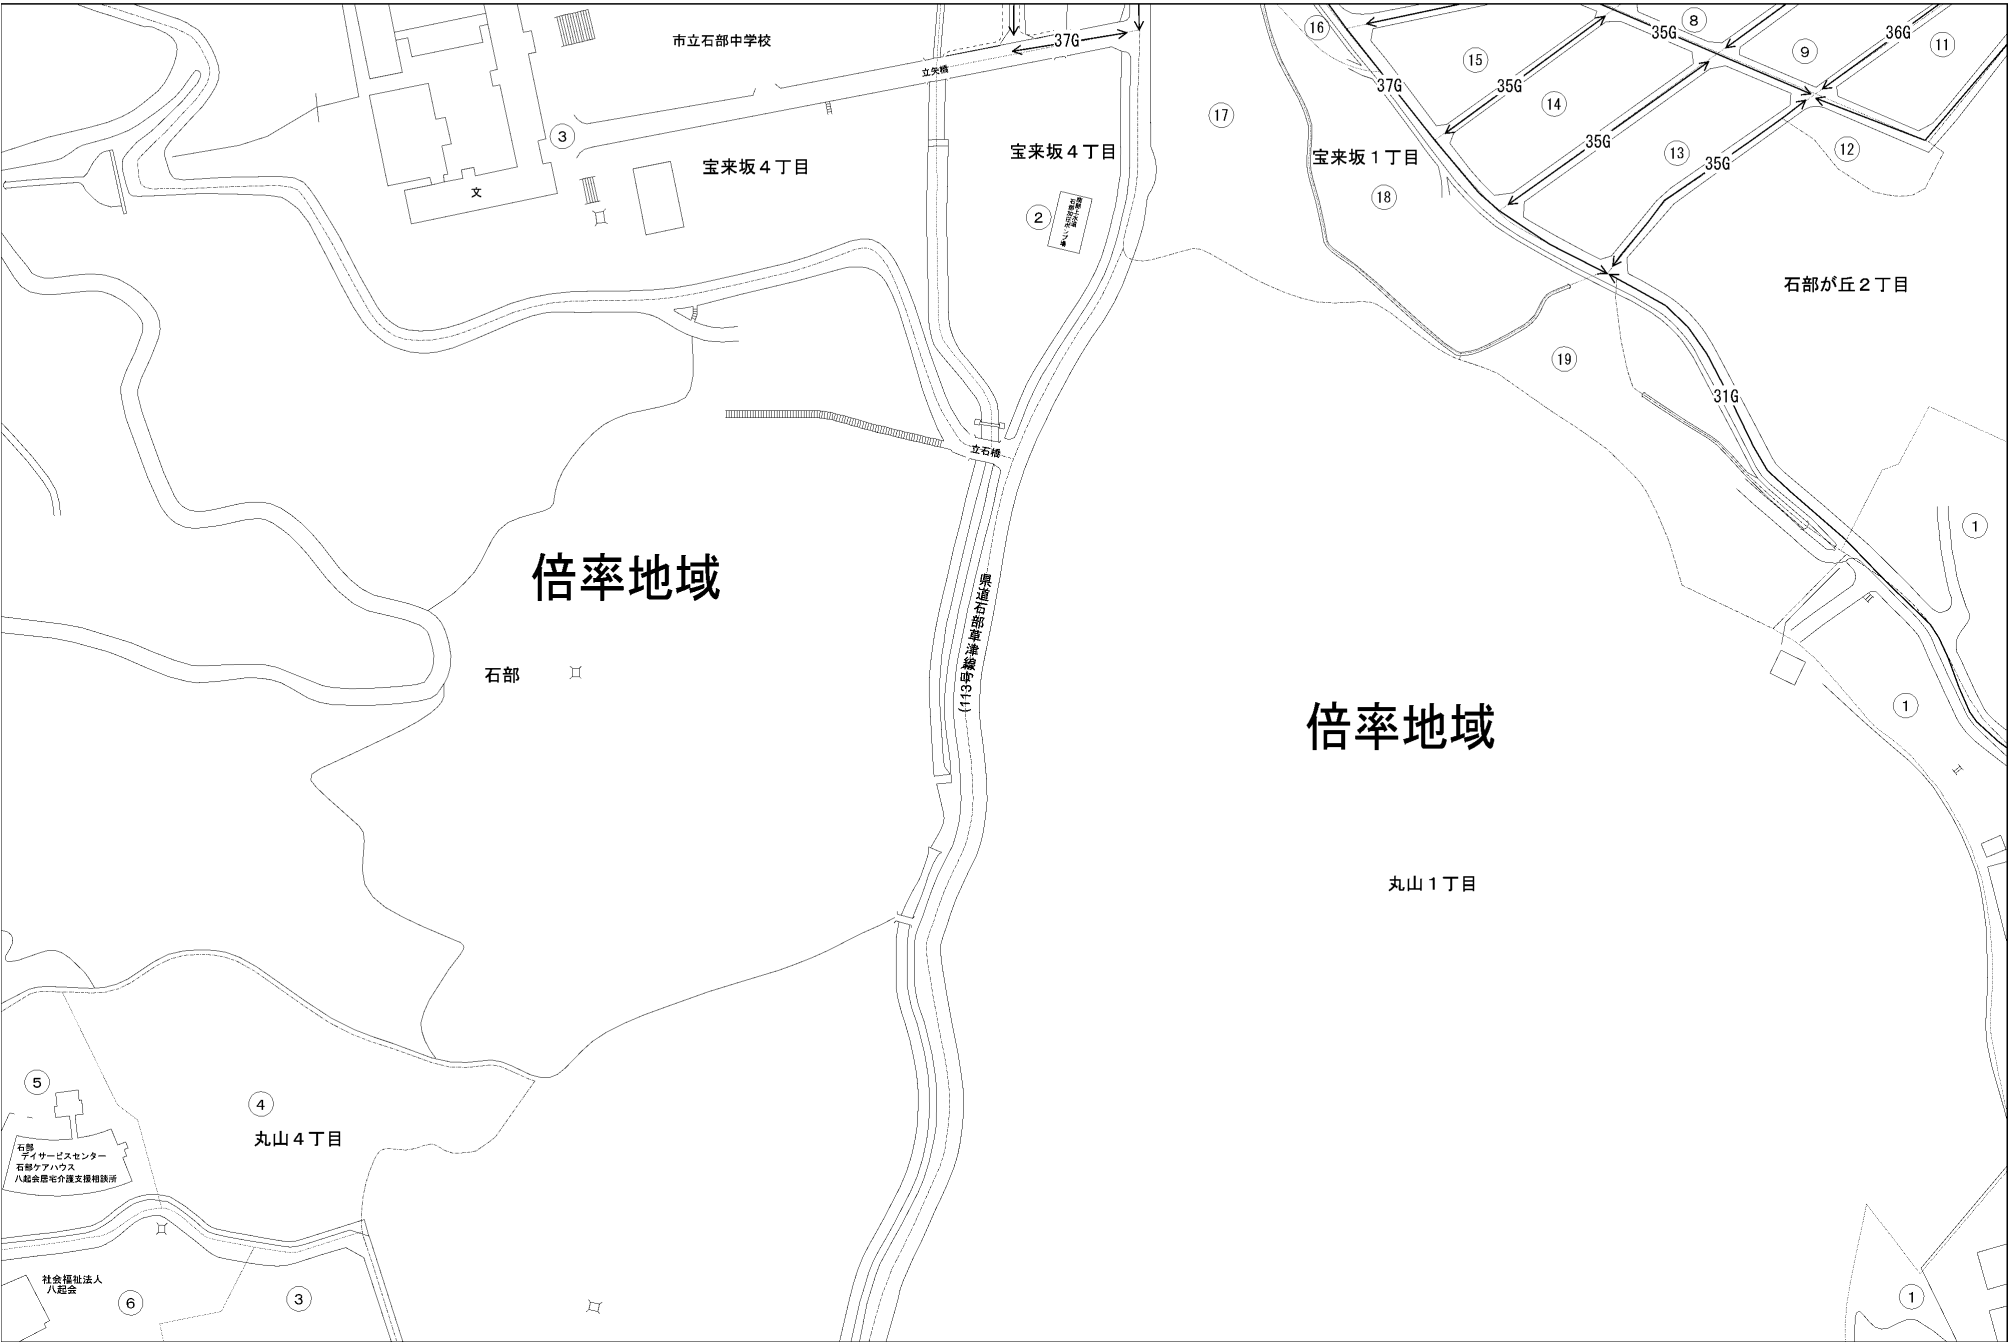 市立石部中学校
立矢橋
37G
16
15
37G
35G
14
35G
8
35G
9
36G
11
35G
13
12
3
文
宝来坂４丁目
宝来坂４丁目
2
17
宝来坂１丁目
18
石部が丘２丁目
19
31G
立石橋
1
倍率地域
県道石部草津線
(113号)
石部
倍率地域
1
丸山１丁目
5
4
丸山４丁目
石部
デイサービスセンター
石部ケアハウス
八起会居宅介護支援相談所
社会福祉法人
八起会
6
3
1